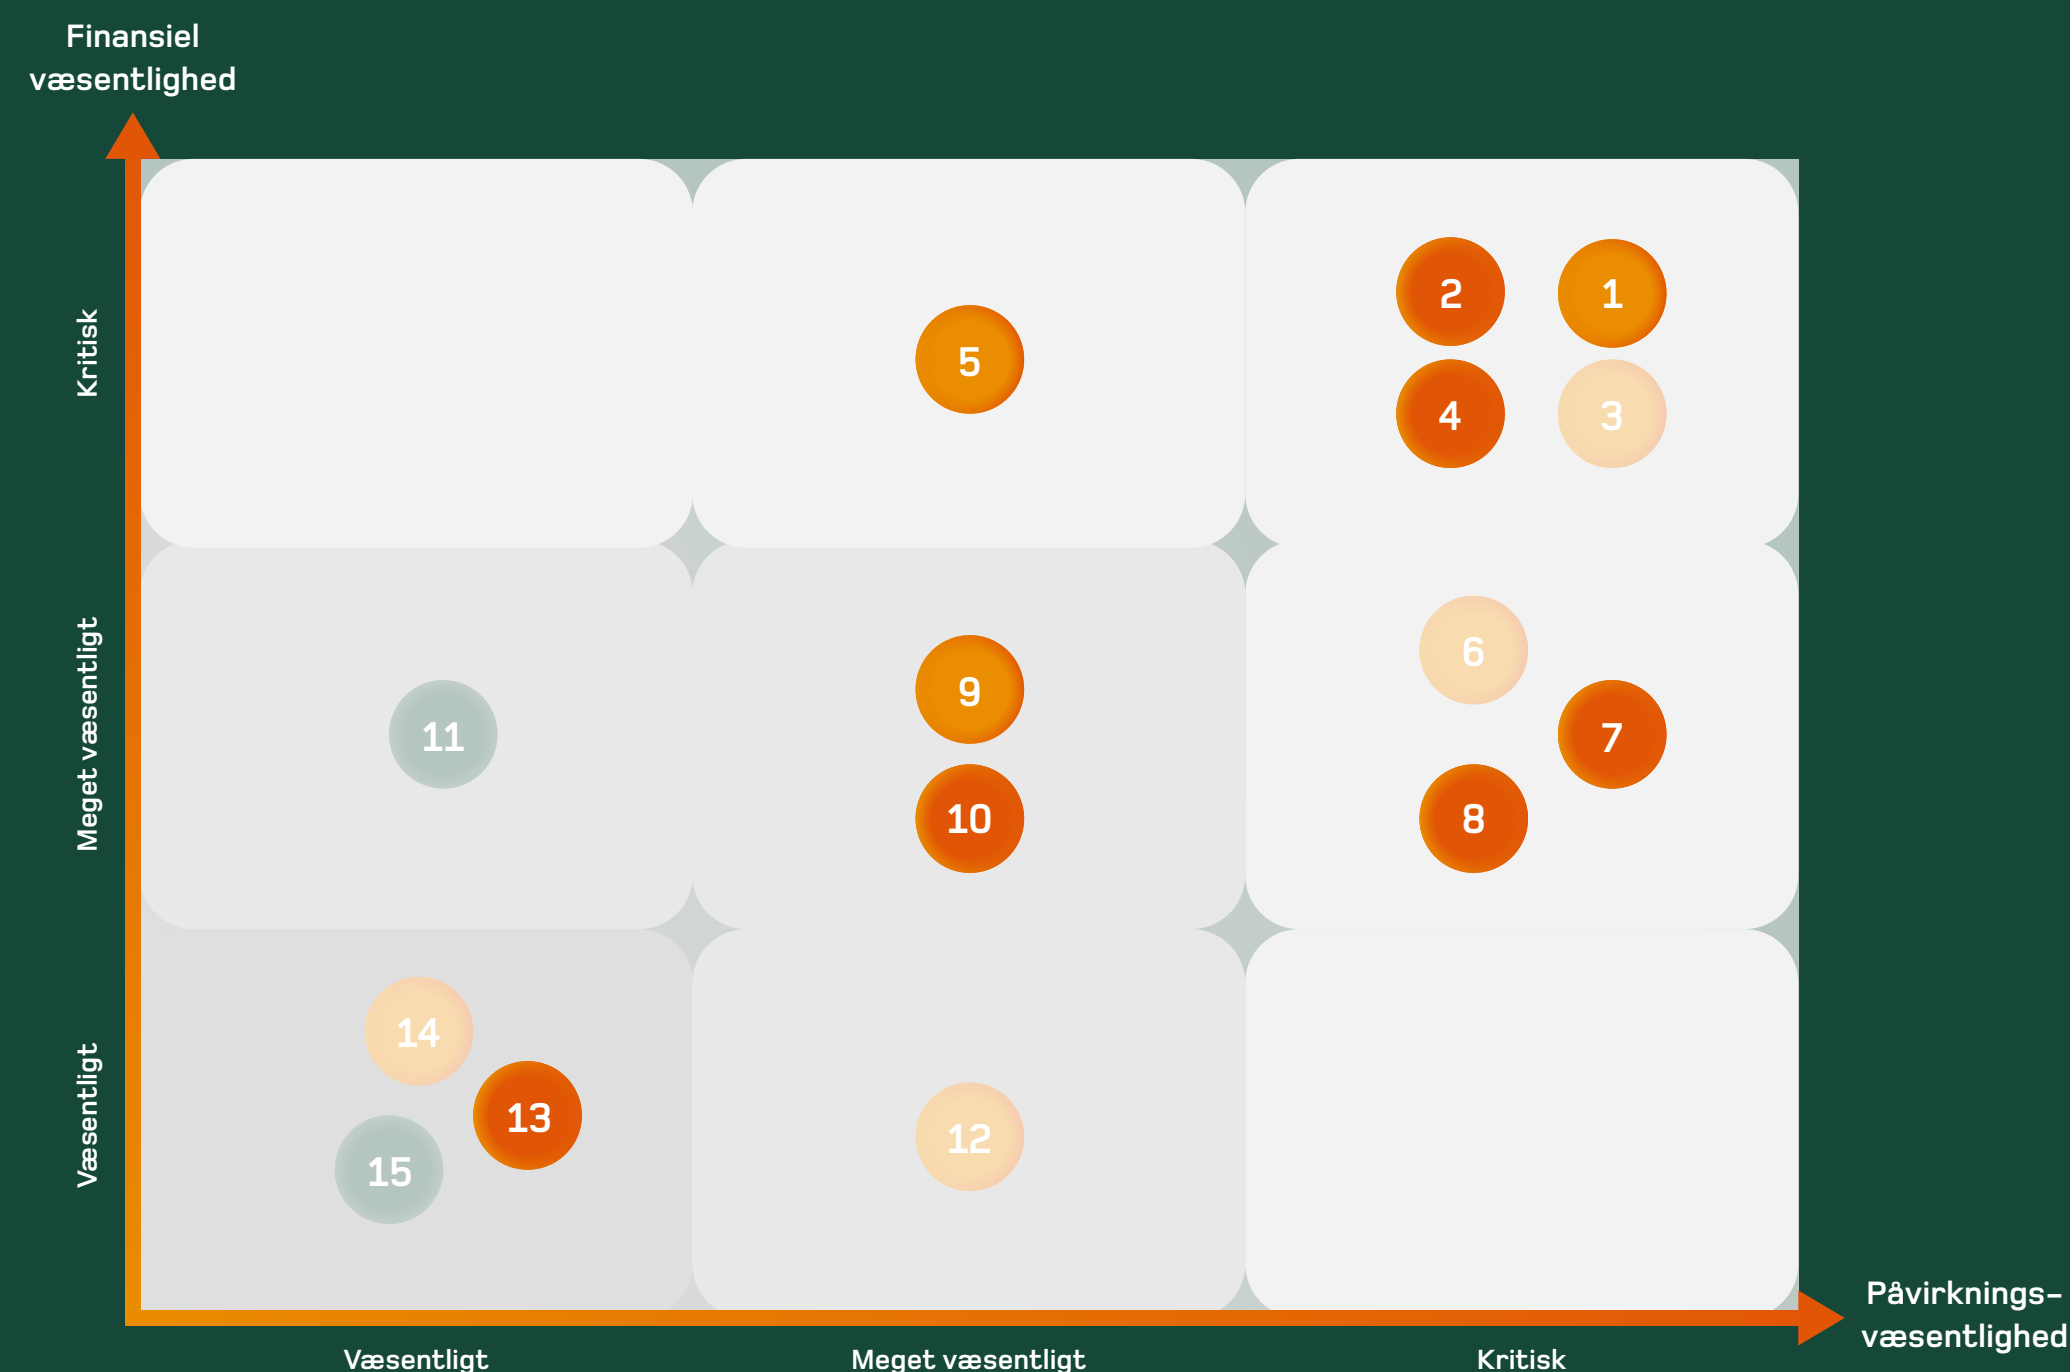 Finansiel
væsentlighed
Kritisk
2
1
5
4
3
Meget væsentligt
6
9
11
7
10
8
Væsentligt
14
13
12
15
Påvirknings-
væsentlighed
Væsentligt
Meget væsentligt
Kritisk